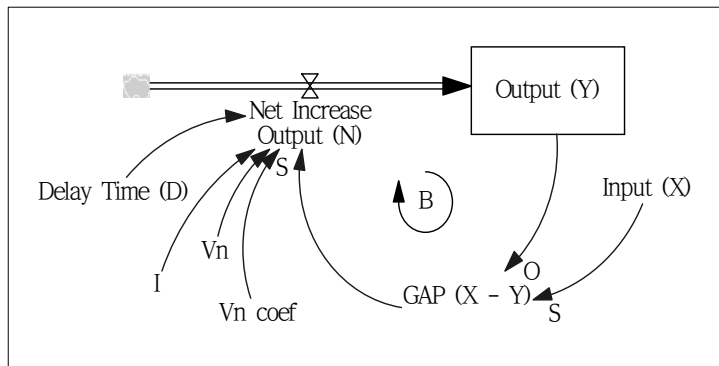 Output (Y)
Net Increase
Output (N)
S
Delay Time (D)
Input (X)
B
Vn
I
O
GAP (X - Y)
S
Vn coef